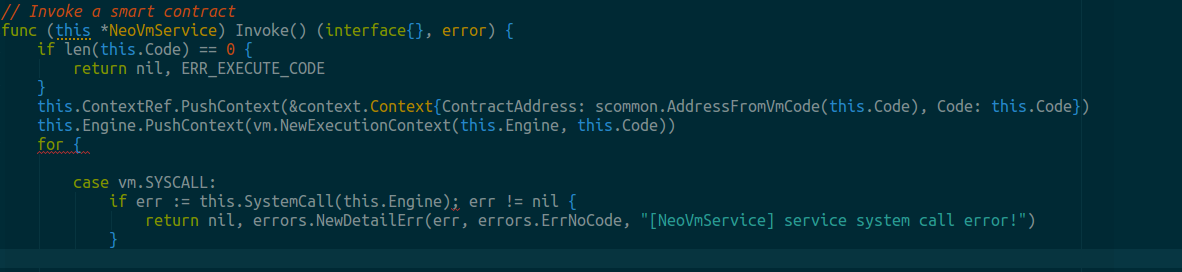 // Invoke a smart contract
func (this *NeoVmService) Invoke() (interface{}, error) {
    if len(this.Code) == 0 {
        return nil, ERR_EXECUTE_CODE
    }
    this.ContextRef.PushContext(&context.Context{ContractAddress: scommon.AddressFromVmCode(this.Code), Code: this.Code})
    this.Engine.PushContext(vm.NewExecutionContext(this.Engine, this.Code))
    for {
        case vm.SYSCALL:
            if err := this.SystemCall(this.Engine); err != nil {
                return nil, errors.NewDetailErr(err, errors.ErrNoCode, "[NeoVmService] service system call error!")
            }